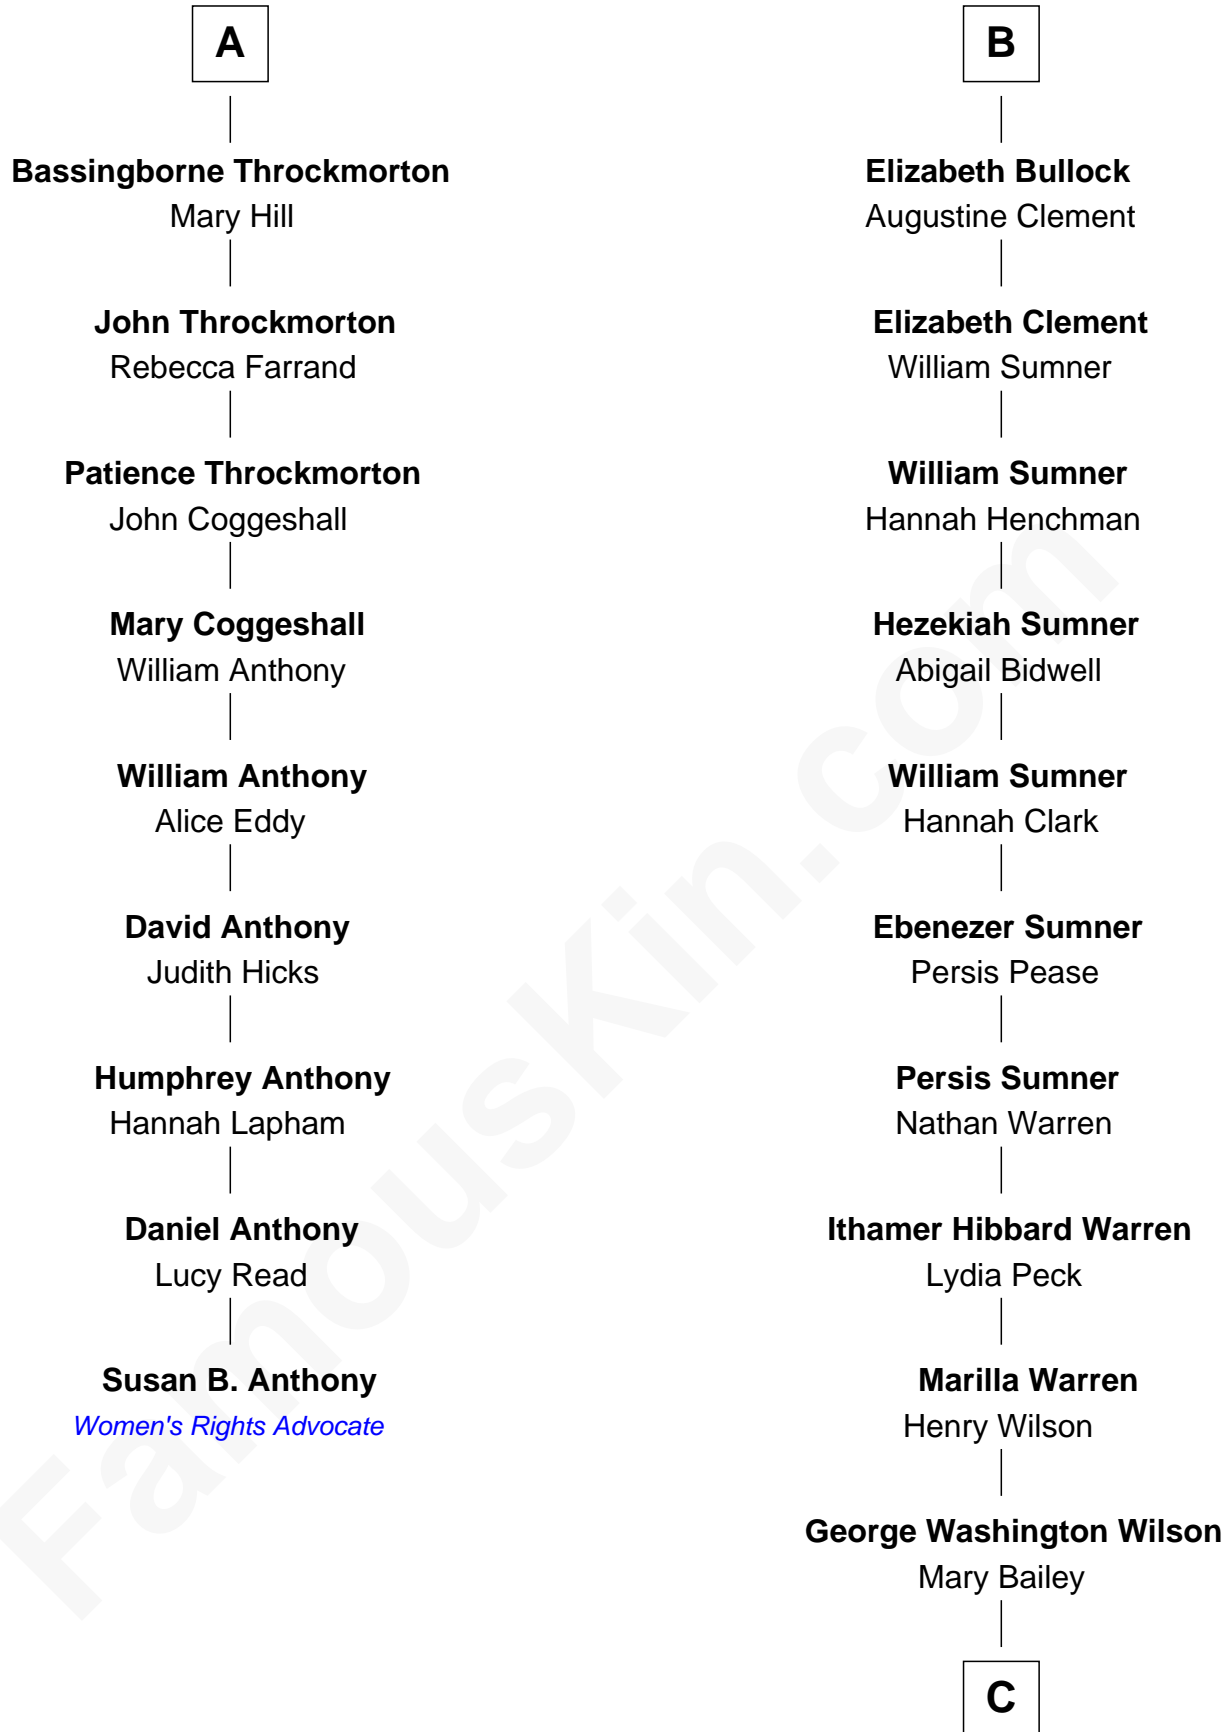 A
Bassingborne Throckmorton
Mary Hill
John Throckmorton
Rebecca Farrand
Patience Throckmorton
John Coggeshall
Mary Coggeshall
William Anthony
William Anthony
Alice Eddy
David Anthony
Judith Hicks
Humphrey Anthony
Hannah Lapham
Daniel Anthony
Lucy Read
Susan B. Anthony
Women's Rights Advocate
B
Elizabeth Bullock
Augustine Clement
Elizabeth Clement
William Sumner
William Sumner
Hannah Henchman
Hezekiah Sumner
Abigail Bidwell
William Sumner
Hannah Clark
Ebenezer Sumner
Persis Pease
Persis Sumner
Nathan Warren
Ithamer Hibbard Warren
Lydia Peck
Marilla Warren
Henry Wilson
George Washington Wilson
Mary Bailey
C
FamousKin.com